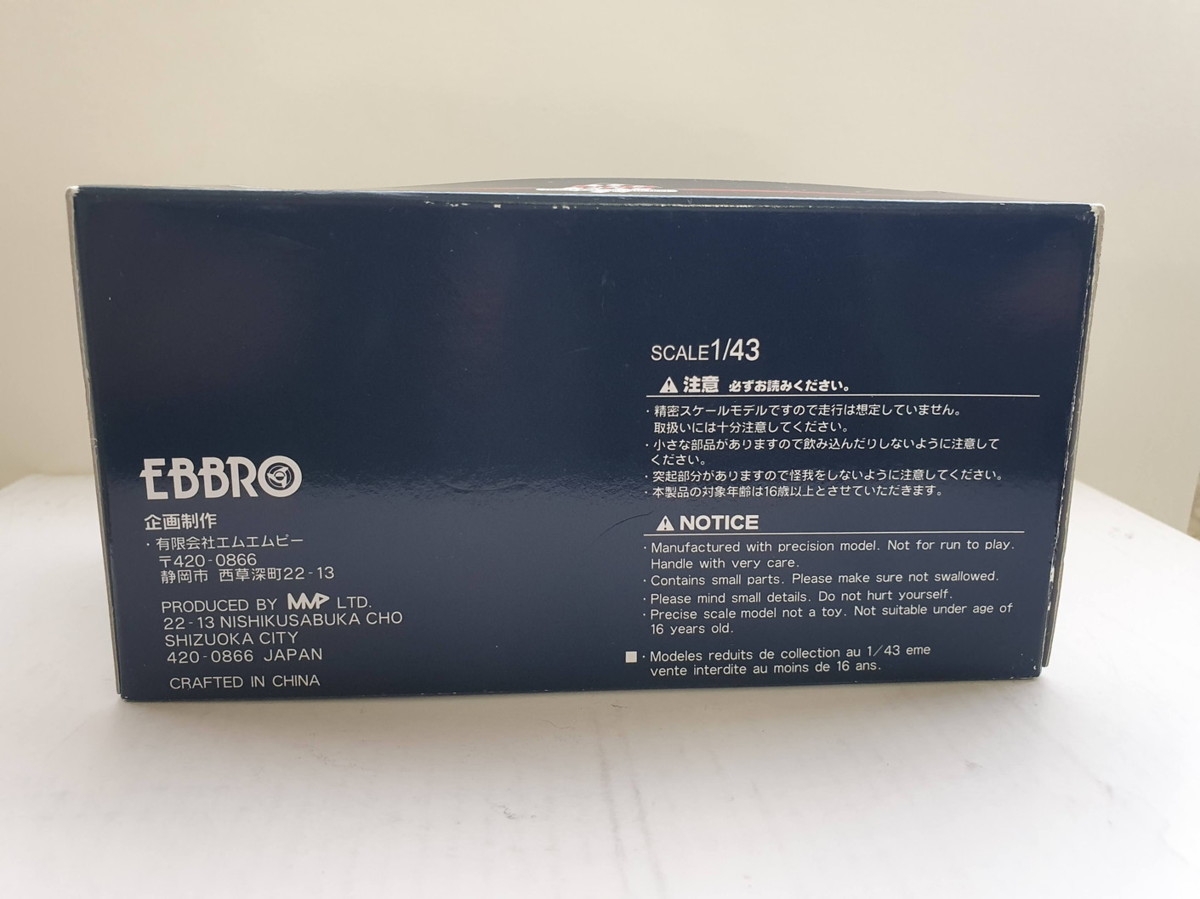 EBBRO
企画制作
・有限会社エムエムピー
〒420-0866
静岡市 西草深町22-13
PRODUCED BY MMP LTD.
22-13 NISHIKUSABUKA CHO
SHIZUOKA CITY
420-0866 JAPAN
CRAFTED IN CHINA
SCALE1/43
注意 必ずお読みください。
・精密スケールモデルですので走行は想定していません。
取扱いには十分注意してください。
・小さな部品がありますので飲み込んだりしないように注意して
ください。
・突起部分がありますので怪我をしないように注意してください。
・本製品の対象年齢は16歳以上とさせていただきます。
NOTICE
・Manufactured with precision model. Not for run to play.
Handle with very care.
・Contains small parts. Please make sure not swallowed.
・Please mind small details. Do not hurt yourself.
・Precise scale model not a toy. Not suitable under age of
16 years old.
・Modeles reduits de collection au 1/43 eme
vente interdite au moins de 16 ans.